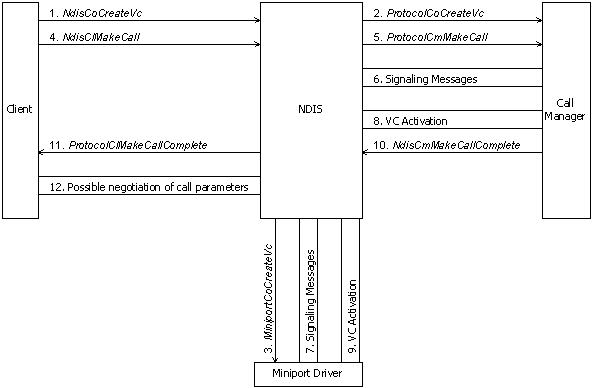 1. NdisCoCreateVc
2. ProtocolCoCreateVc
4. NdisClMakeCall
5. ProtocolCmMakeCall
6. Signaling Messages
Client
NDIS
Call
Manager
8. VC Activation
11. ProtocolClMakeCallComplete
10. NdisCmMakeCallComplete
12. Possible negotiation of call parameters
3. MiniportCoCreateVc
7. Signaling Messages
9. VC Activation
Miniport Driver